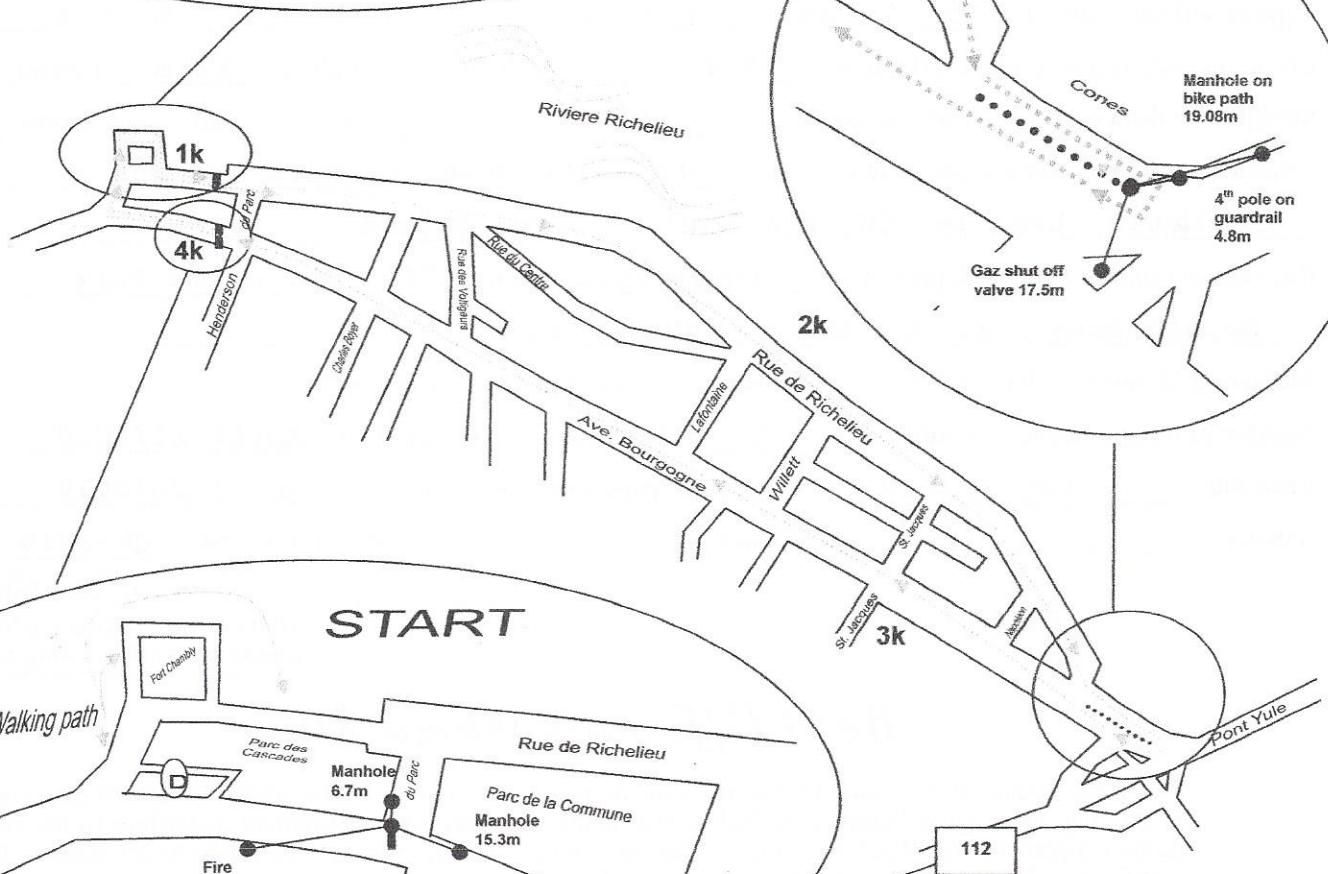 Cones
Manhole on
bike path
19.08m
4th pole on
guardrail
4.8m
Gaz shut off
valve 17.5m
Riviere Richelieu
1k
du Parc
4k
Henderson
Charles Boyer
Rue des Voltigeurs
Rue du Centre
2k
Rue de Richelieu
Lafontaine
Ave. Bourgogne
Willett
St. Jacques
St. Jacques
3k
Pont Yule
112
START
Fort Chambly
Walking path
Parc des
Cascades
D
Rue de Richelieu
du Parc
Manhole
6.7m
Parc de la Commune
Manhole
15.3m
Fire